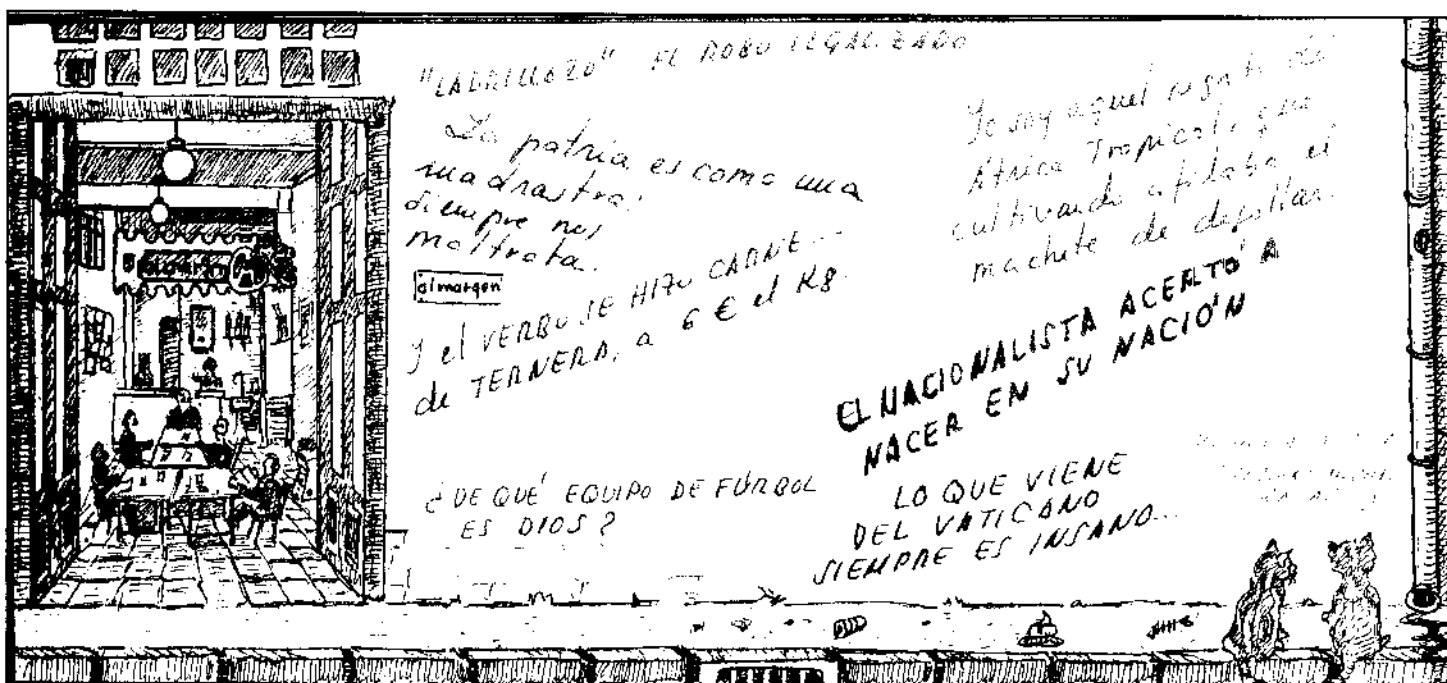 "LADRILLAZO" EL ROBO LEGALIZADO
La patria es como una
madrastra:
siempre nos
maltrata.
almargen
Y el VERBO SE HIZO CARNE...
de TERNERA, a 6 € el Kg.
¿DE QUÉ EQUIPO DE FÚRBOL
ES DIOS?
Yo soy aquel negrito del
África Tropical, que
cultivando afilaba el
machete de degollar.
EL NACIONALISTA ACERTÓ A
NACER EN SU NACIÓN
LO QUE VIENE
DEL VATICANO
SIEMPRE ES INSANO...